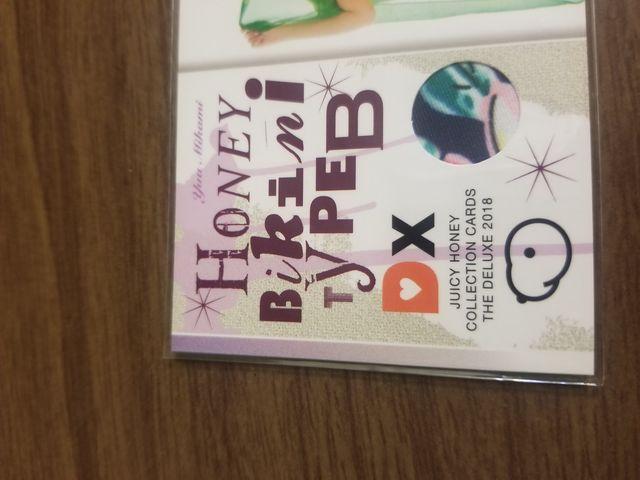 Yua Mikami
HONEY
Bikini
TYPE B
DX
JUICY HONEY
COLLECTION CARDS
THE DELUXE 2018